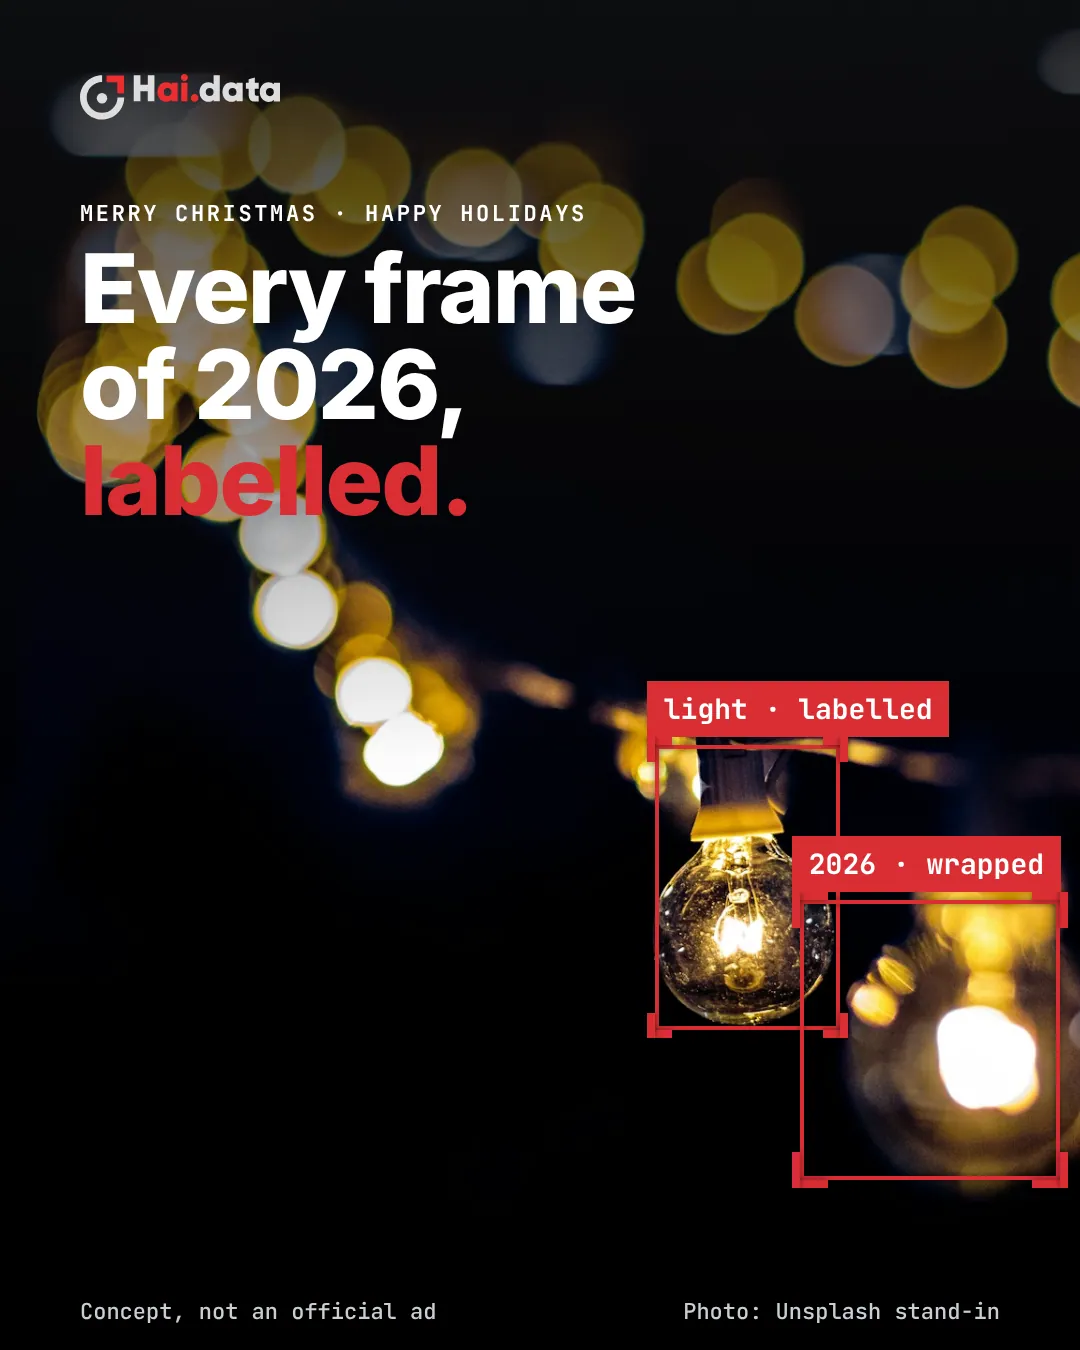 Hai.data
MERRY CHRISTMAS · HAPPY HOLIDAYS
Every frame
of 2026,
labelled.
light · labelled
2026 · wrapped
Concept, not an official ad
Photo: Unsplash stand-in